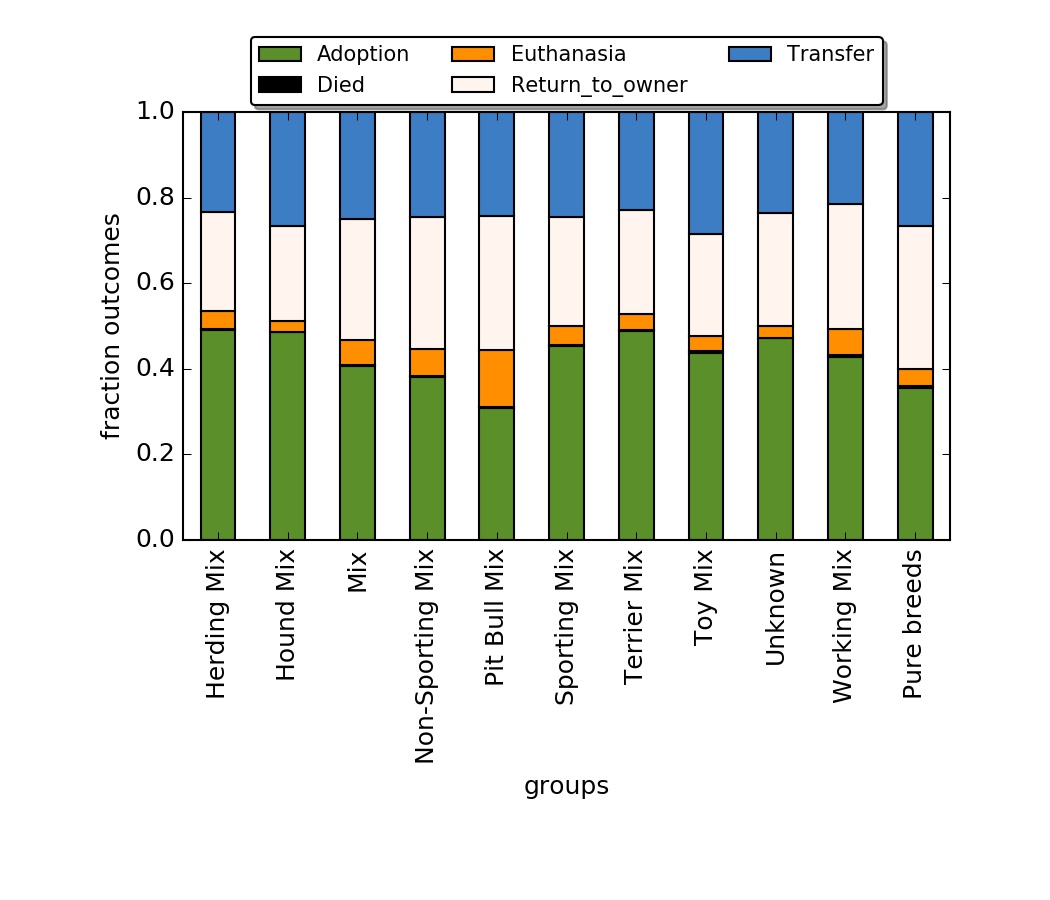 Adoption Euthanasia Transfer
Died Return_to_owner
1.0
0.8
0.6
0.4
0.2
0.0
fraction outcomes
Herding Mix
Hound Mix
Mix
Non-Sporting Mix
Pit Bull Mix
Sporting Mix
Terrier Mix
Toy Mix
Unknown
Working Mix
Pure breeds
groups